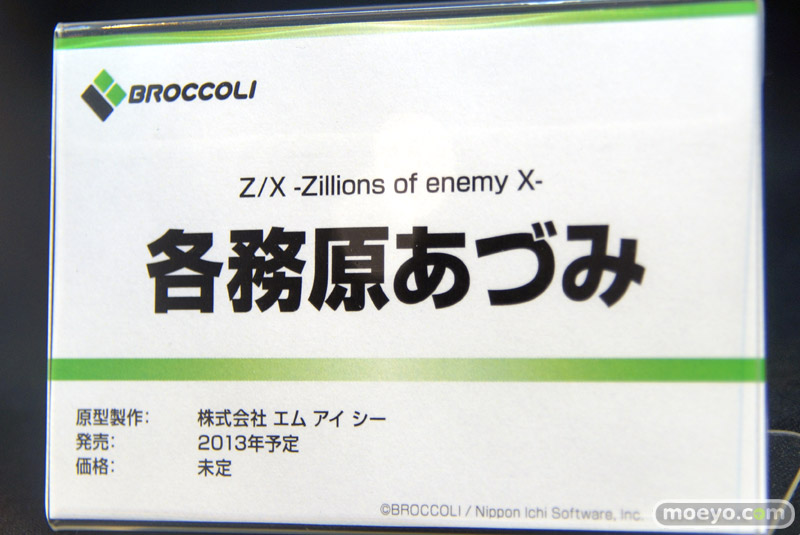 BROCCOLI
Z/X -Zillions of enemy X-
各務原あづみ
原型製作: 株式会社 エム アイ シー
発売: 2013年予定
価格: 未定
©BROCCOLI / Nippon Ichi Software, Inc.
moeyo.com